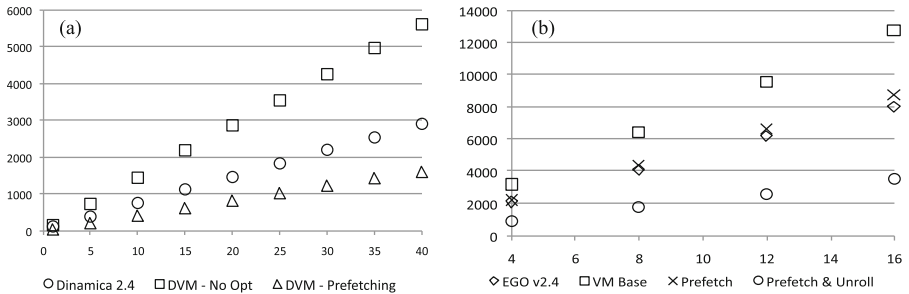 (a)
6000
5000
4000
3000
2000
1000
0
0 5 10 15 20 25 30 35 40
Dinamica 2.4 DVM - No Opt DVM - Prefetching
(b)
14000
12000
10000
8000
6000
4000
2000
0
4 6 8 10 12 14 16
EGO v2.4 VM Base Prefetch Prefetch & Unroll